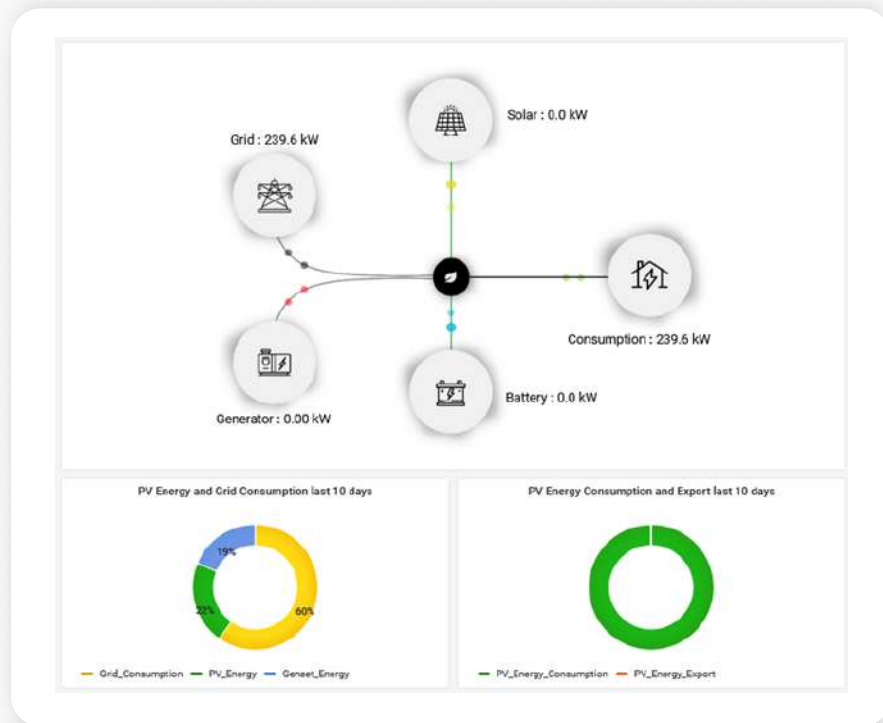 Solar : 0.0 kW
Grid : 239.6 kW
Consumption : 239.6 kW
Battery : 0.0 kW
Generator : 0.00 kW
PV Energy and Grid Consumption last 10 days
19%
22%
60%
Grid_Consumption PV_Energy Genset_Energy
PV Energy Consumption and Export last 10 days
PV_Energy_Consumption PV_Energy_Export